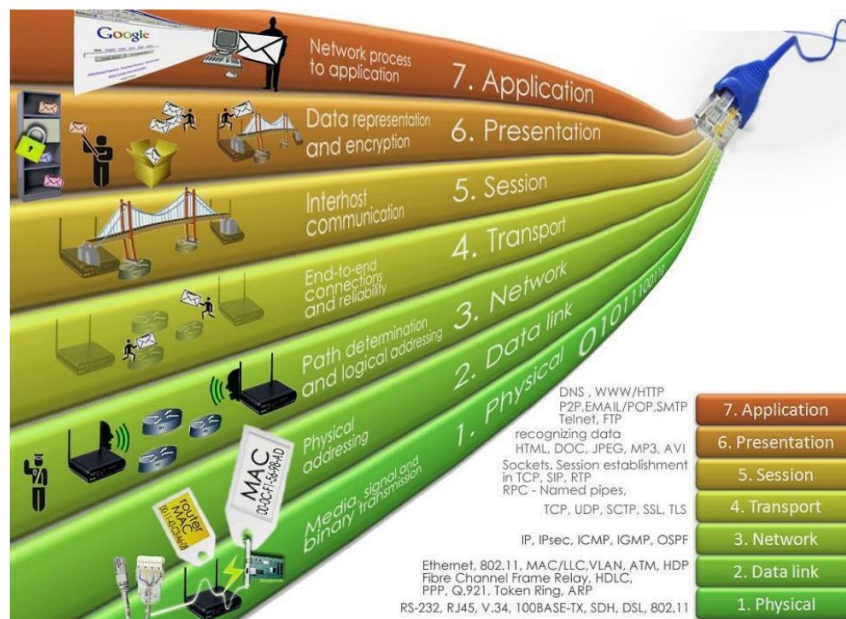 Google
Network process
to application
7. Application
Data representation
and encryption
6. Presentation
Interhost
communication
5. Session
End-to-end
connections
and reliability
4. Transport
Path determination
and logical addressing
3. Network
Physical
addressing
2. Data link
Media, signal and
binary transmission
1. Physical
MAC
router
MAC
DNS , WWW/HTTP
P2P,EMAIL/POP,SMTP
Telnet, FTP
7. Application
recognizing data
HTML, DOC, JPEG, MP3, AVI
6. Presentation
Sockets. Session establishment
in TCP, SIP, RTP
RPC - Named pipes,
5. Session
TCP, UDP, SCTP, SSL, TLS
4. Transport
IP, IPsec, ICMP, IGMP, OSPF
3. Network
Ethernet, 802.11, MAC/LLC,VLAN, ATM, HDP
Fibre Channel Frame Relay, HDLC,
PPP, Q.921, Token Ring, ARP
2. Data link
RS-232, RJ45, V.34, 100BASE-TX, SDH, DSL, 802.11
1. Physical